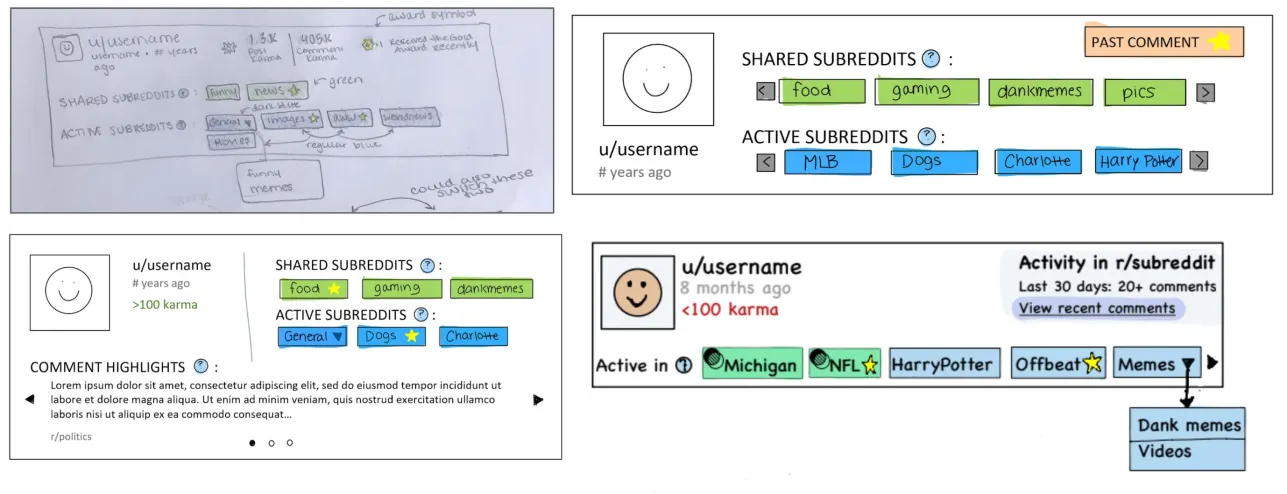 award symbol
u/username
username • # years
ago
1.3K
Post
Karma
405K
Comment
Karma
x1 Received the Gold
Award Recently
SHARED SUBREDDITS ? :
funny
news
green
dark blue
ACTIVE SUBREDDITS ? :
General
images
aww
worldnews
Movies
regular blue
funny
memes
could also
switch these
two
PAST COMMENT
SHARED SUBREDDITS ? :
< food gaming dankmemes pics >
u/username
# years ago
ACTIVE SUBREDDITS ? :
< MLB Dogs Charlotte Harry Potter >
u/username
# years ago
>100 karma
SHARED SUBREDDITS ? :
food gaming dankmemes
ACTIVE SUBREDDITS ? :
General Dogs Charlotte
COMMENT HIGHLIGHTS ? :
Lorem ipsum dolor sit amet, consectetur adipiscing elit, sed do eiusmod tempor incididunt ut
labore et dolore magna aliqua. Ut enim ad minim veniam, quis nostrud exercitation ullamco
laboris nisi ut aliquip ex ea commodo consequat...
r/politics
u/username
8 months ago
<100 karma
Activity in r/subreddit
Last 30 days: 20+ comments
View recent comments
Active in ? Michigan NFL HarryPotter Offbeat Memes
Dank memes
Videos